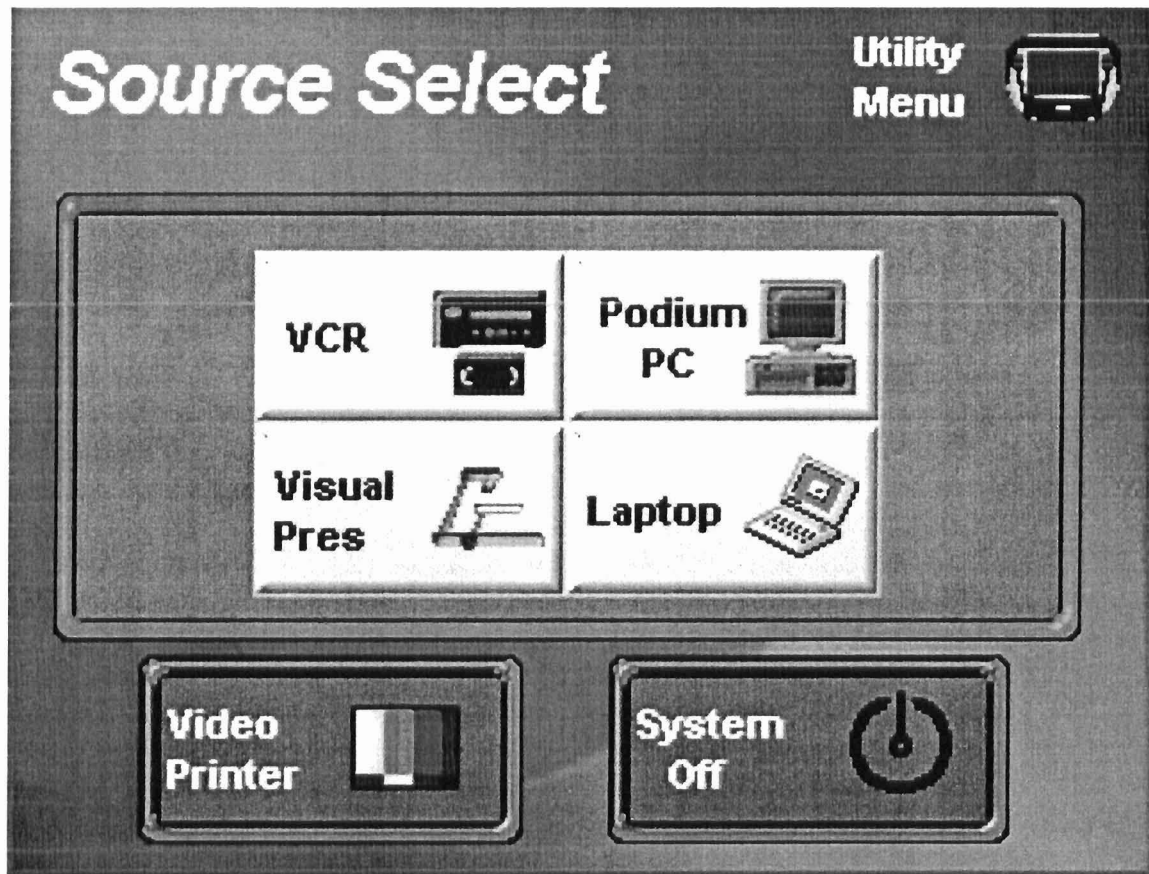 Source Select
Utility
Menu
VCR
Podium
PC
Visual
Pres
Laptop
Video
Printer
System
Off